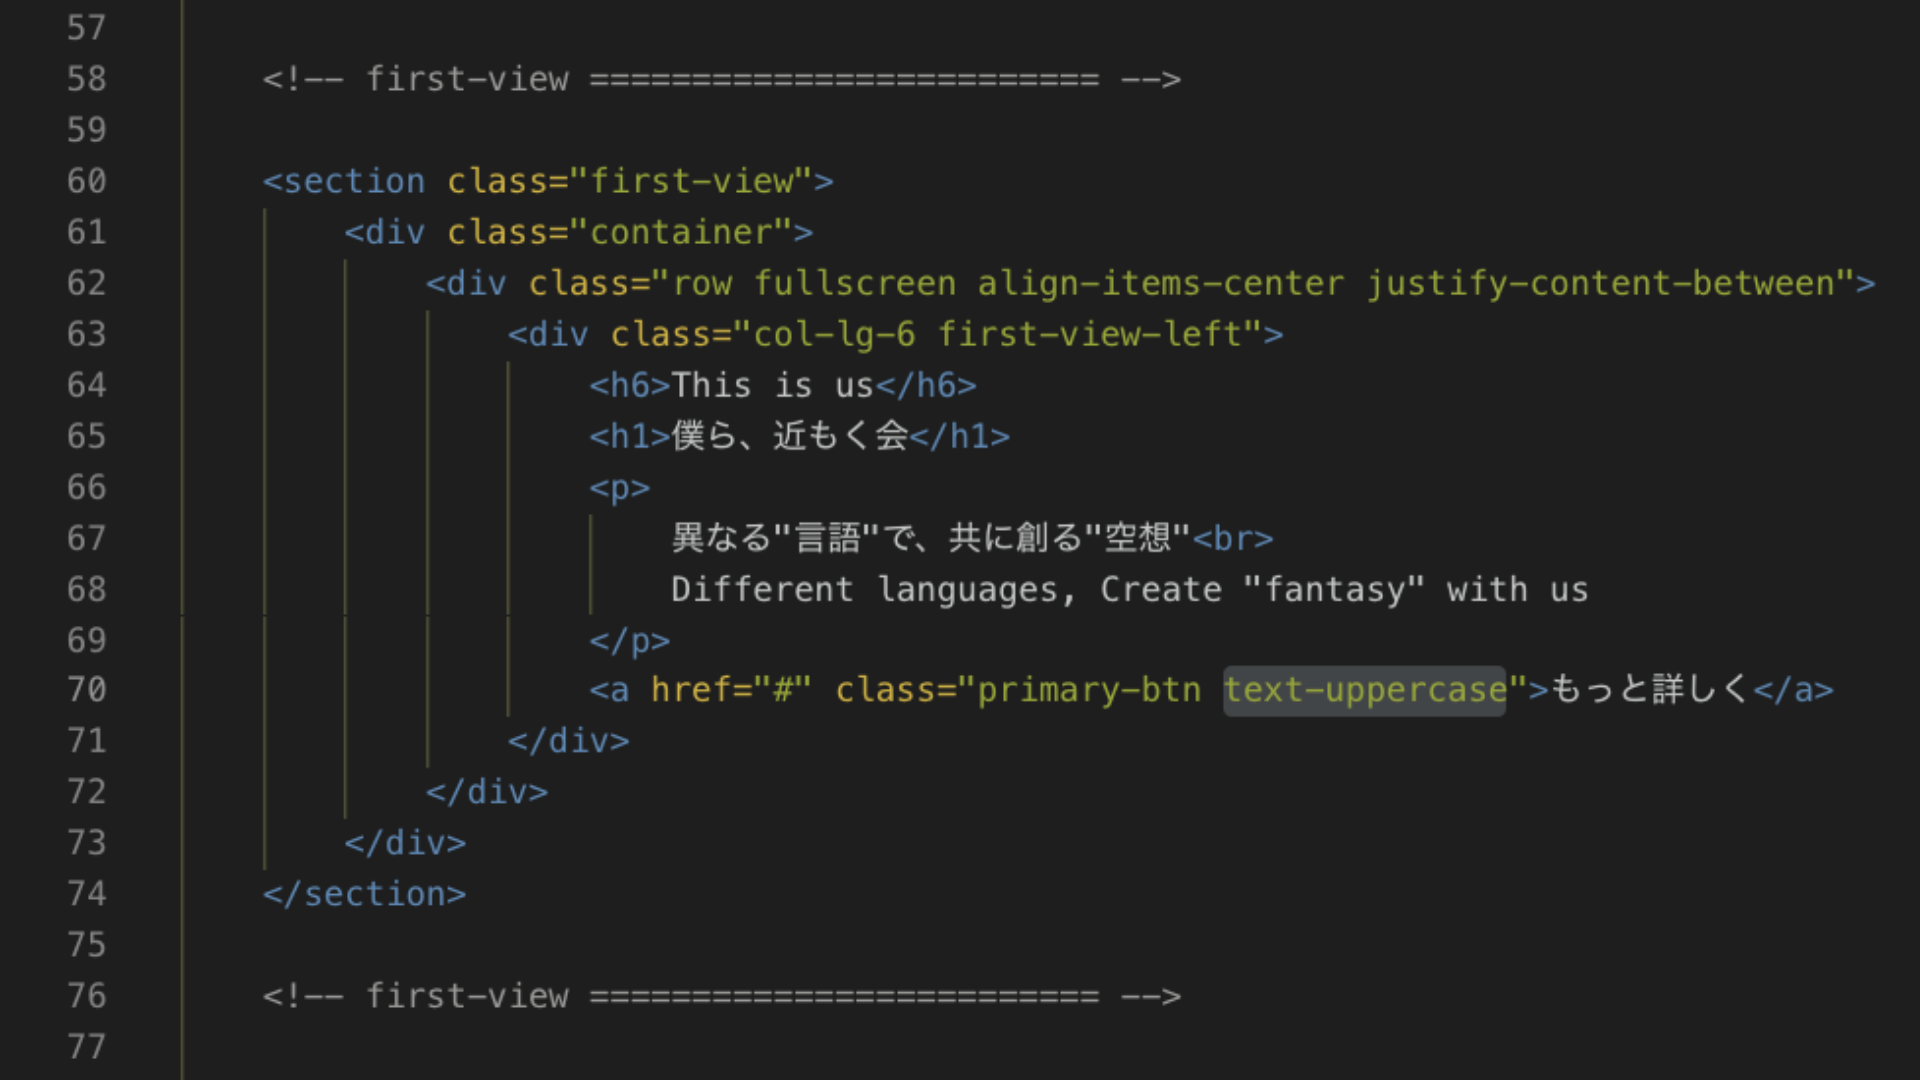 57
58 <!-- first-view ========================= -->
59
60 <section class="first-view">
61 <div class="container">
62 <div class="row fullscreen align-items-center justify-content-between">
63 <div class="col-lg-6 first-view-left">
64 <h6>This is us</h6>
65 <h1>僕ら、近もく会</h1>
66 <p>
67 異なる"言語"で、共に創る"空想"<br>
68 Different languages, Create "fantasy" with us
69 </p>
70 <a href="#" class="primary-btn text-uppercase">もっと詳しく</a>
71 </div>
72 </div>
73 </div>
74 </section>
75
76 <!-- first-view ========================= -->
77